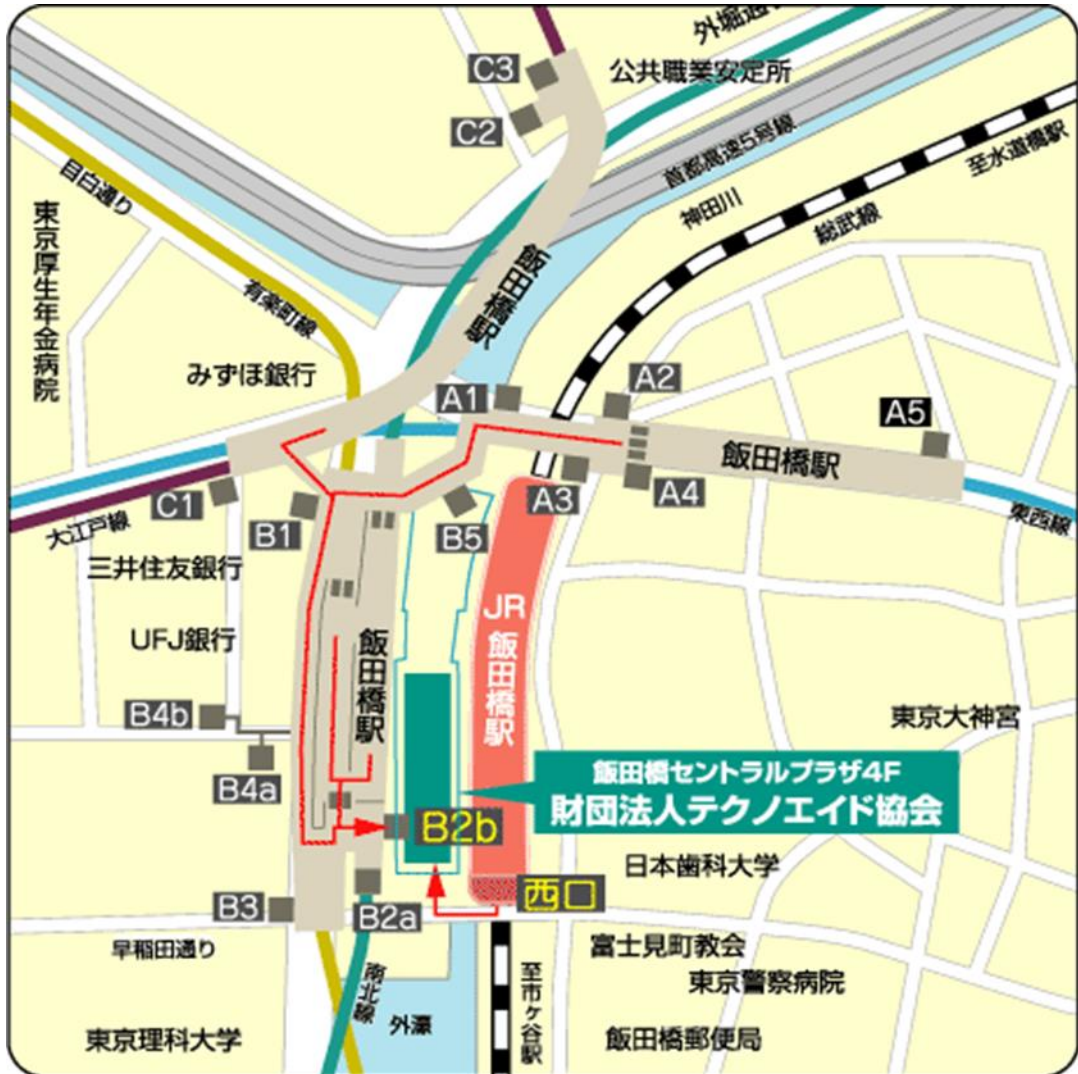 外堀通り
C3
公共職業安定所
C2
首都高速5号線
至水道橋駅
目白通り
神田川
総武線
東京厚生年金病院
飯田橋駅
有楽町線
みずほ銀行
A1
A2
A5
飯田橋駅
C1
A3
A4
大江戸線
B1
B5
東西線
三井住友銀行
JR
飯田橋駅
UFJ銀行
飯田橋駅
B4b
東京大神宮
B4a
飯田橋セントラルプラザ4F
財団法人テクノエイド協会
B2b
日本歯科大学
西口
B3
B2a
早稲田通り
富士見町教会
南北線
至市ヶ谷駅
東京警察病院
外濠
東京理科大学
飯田橋郵便局